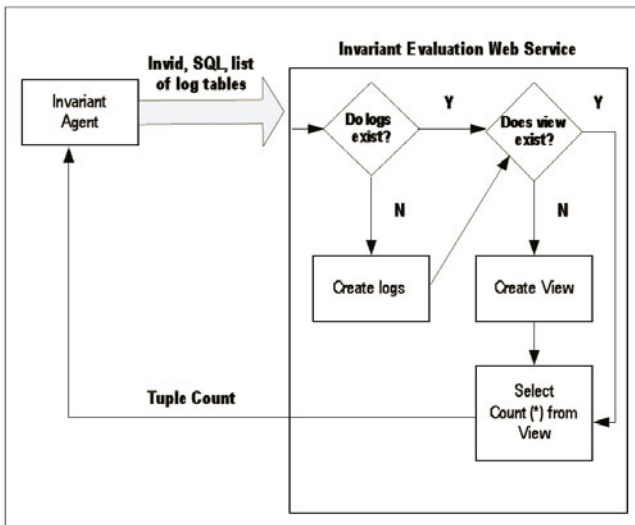 Invariant Evaluation Web Service
Invid, SQL, list
of log tables
Invariant
Agent
Do logs
exist?
Y
Does view
exist?
Y
N
N
Create logs
Create View
Tuple Count
Select
Count (*) from
View